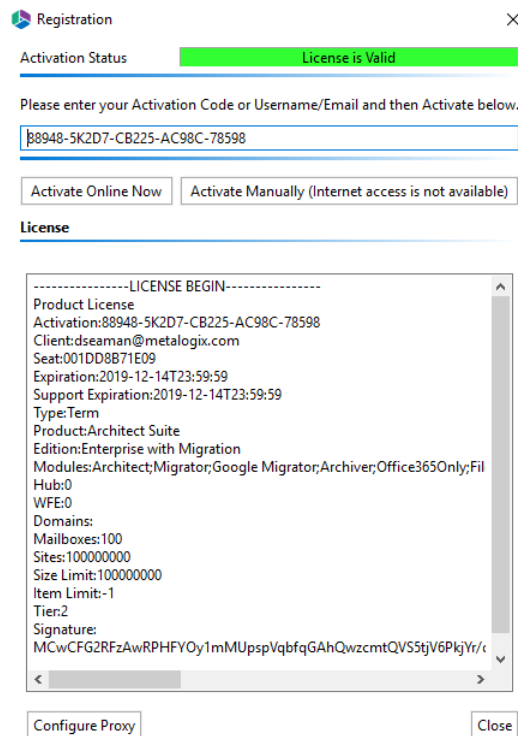 Registration
Activation Status
License is Valid
Please enter your Activation Code or Username/Email and then Activate below.
88948-5K2D7-CB225-AC98C-78598
Activate Online Now
Activate Manually (Internet access is not available)
License
----------------LICENSE BEGIN----------------
Product License
Activation:88948-5K2D7-CB225-AC98C-78598
Client:dseaman@metalogix.com
Seat:001DD8B71E09
Expiration:2019-12-14T23:59:59
Support Expiration:2019-12-14T23:59:59
Type:Term
Product:Architect Suite
Edition:Enterprise with Migration
Modules:Architect;Migrator;Google Migrator;Archiver;Office365Only;Fil
Hub:0
WFE:0
Domains:
Mailboxes:100
Sites:100000000
Size Limit:100000000
Item Limit:-1
Tier:2
Signature:
MCwCFG2RFzAwRPHFYOy1mMUpspVqbfqGAhQwzcmtQVS5tjV6PkjYr/
Configure Proxy
Close